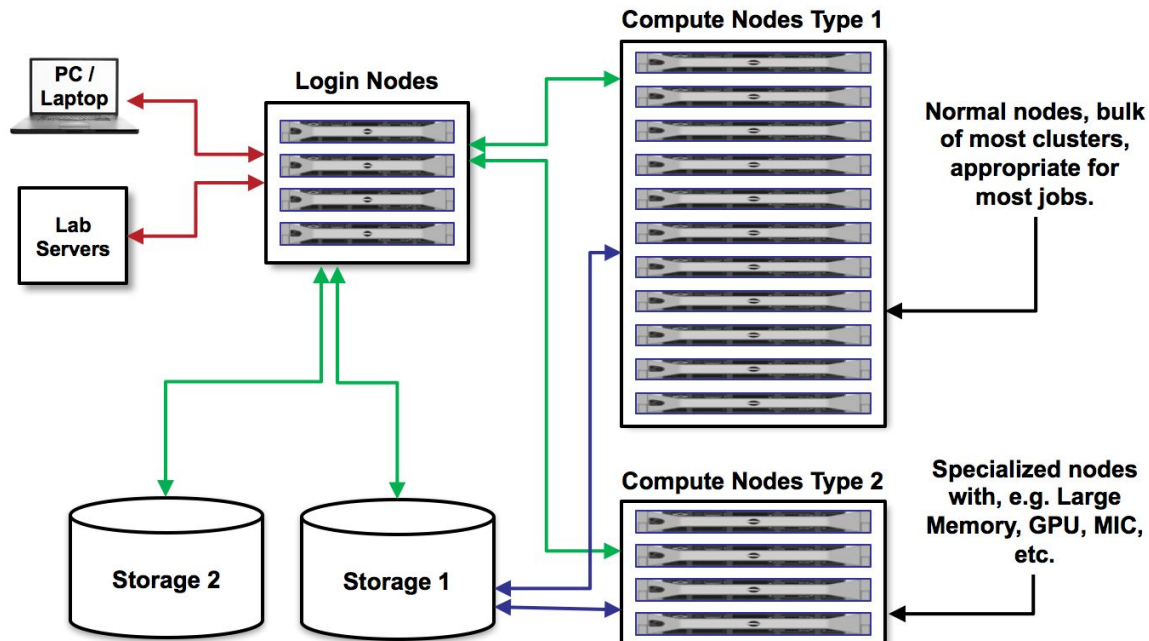 Compute Nodes Type 1
PC /
Laptop
Login Nodes
Normal nodes, bulk
of most clusters,
appropriate for
most jobs.
Lab
Servers
Compute Nodes Type 2
Specialized nodes
with, e.g. Large
Memory, GPU, MIC,
etc.
Storage 2
Storage 1